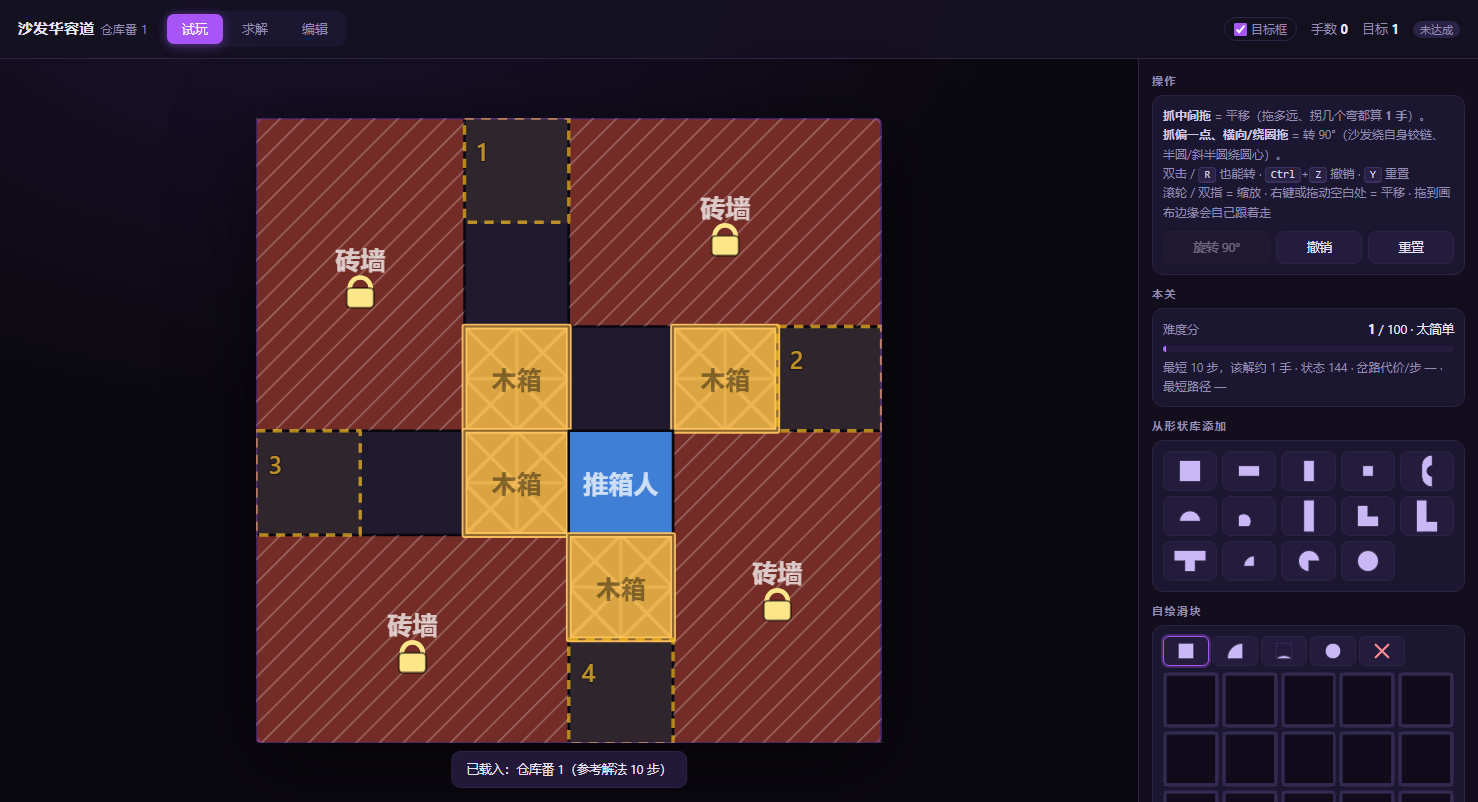 沙发华容道 仓库番 1 试玩 求解 编辑
目标框 手数 0 目标 1 未达成
1
砖墙
砖墙
木箱 木箱 2
3 木箱 推箱人
木箱
砖墙
砖墙
4
已载入：仓库番 1（参考解法 10 步）
操作
抓中间拖 = 平移（拖多远、拐几个弯都算 1 手）。
抓偏一点、横向/绕圆拖 = 转 90°（沙发绕自身铰链、
半圆/斜半圆绕圆心）。
双击 / R 也能转 · Ctrl + Z 撤销 · Y 重置
滚轮 / 双指 = 缩放 · 右键或拖动空白处 = 平移 · 拖到画
布边缘会自己跟着走
旋转 90° 撤销 重置
本关
难度分 1 / 100 · 太简单
最短 10 步，该解约 1 手 · 状态 144 · 岔路代价/步 — ·
最短路径 —
从形状库添加
自绘滑块